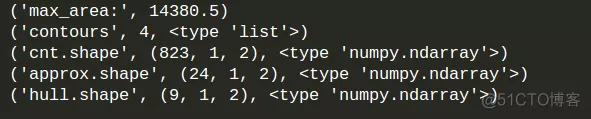 ('max_area:', 14380.5)
('contours', 4, <type 'list'>)
('cnt.shape', (823, 1, 2), <type 'numpy.ndarray'>)
('approx.shape', (24, 1, 2), <type 'numpy.ndarray'>)
('hull.shape', (9, 1, 2), <type 'numpy.ndarray'>)
@51CTO博客